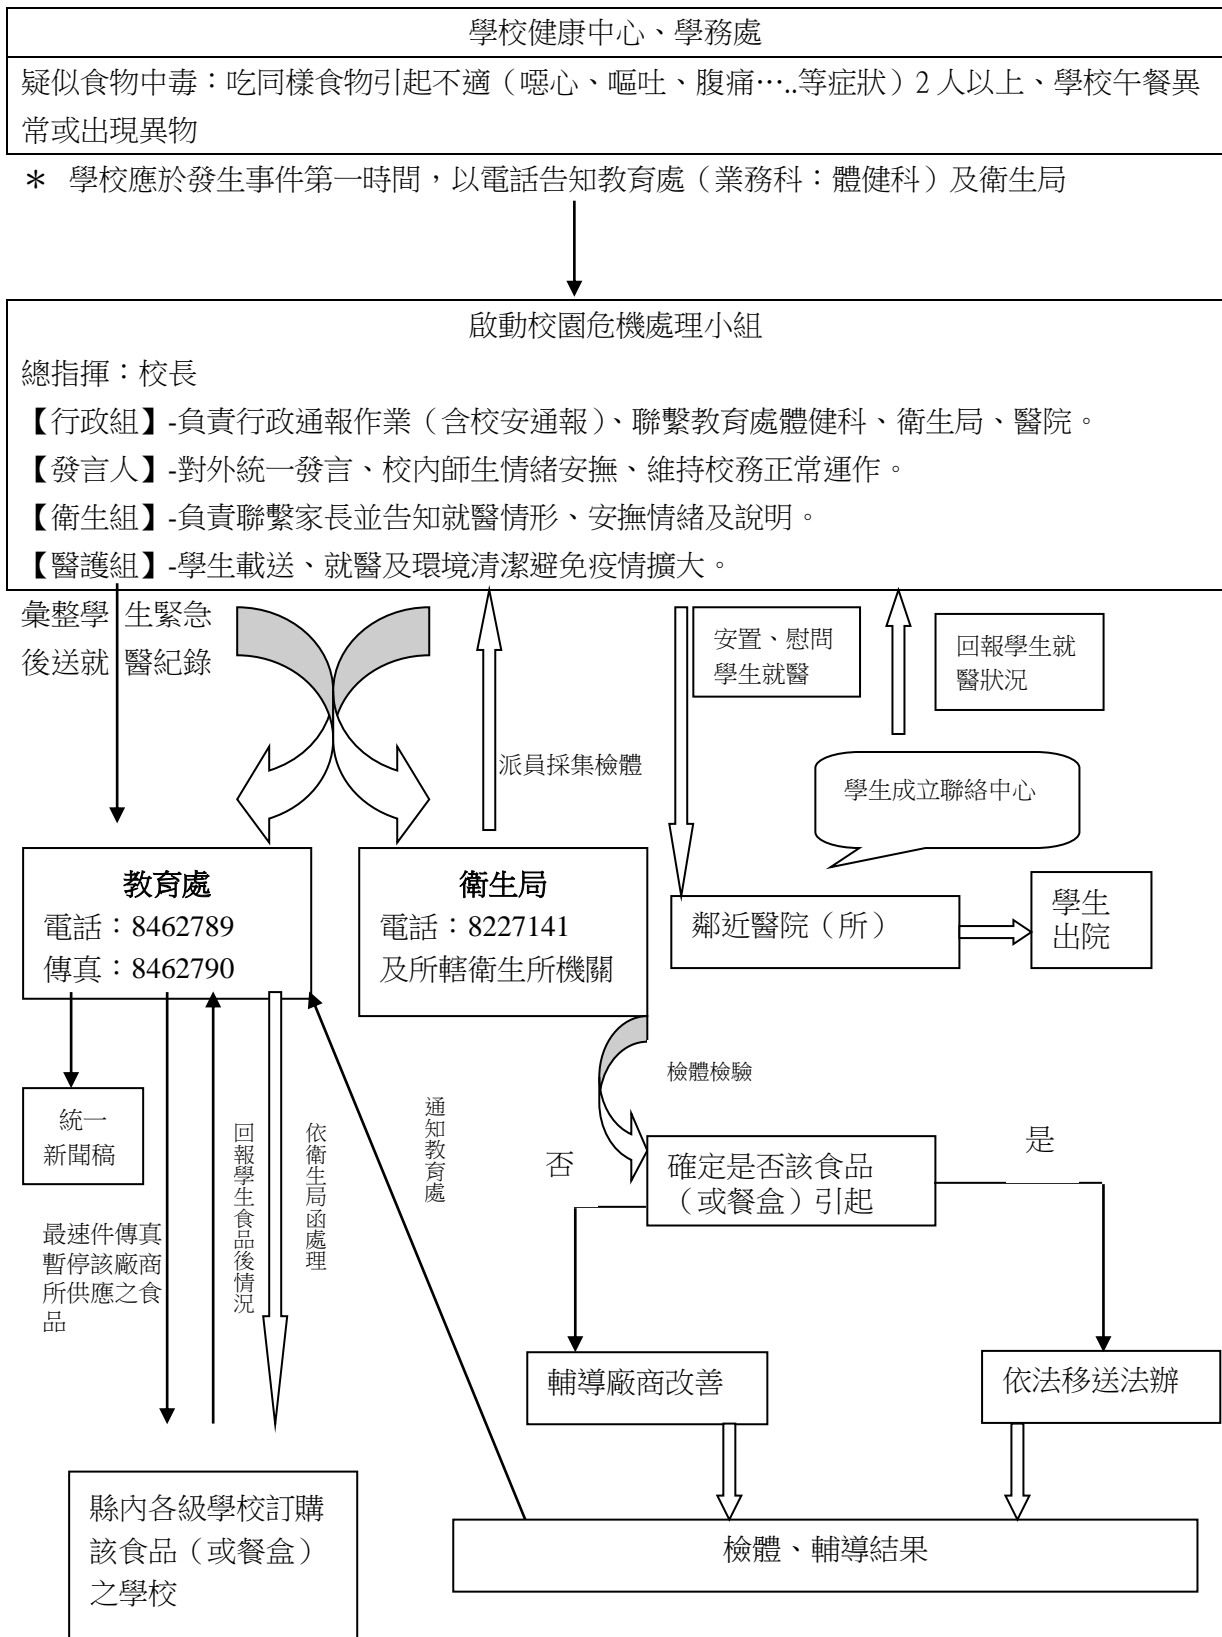 學校健康中心、學務處
疑似食物中毒：吃同樣食物引起不適（噁心、嘔吐、腹痛…..等症狀）2 人以上、學校午餐異
常或出現異物
＊ 學校應於發生事件第一時間，以電話告知教育處（業務科：體健科）及衛生局
啟動校園危機處理小組
總指揮：校長
【行政組】-負責行政通報作業（含校安通報）、聯繫教育處體健科、衛生局、醫院。
【發言人】-對外統一發言、校內師生情緒安撫、維持校務正常運作。
【衛生組】-負責聯繫家長並告知就醫情形、安撫情緒及說明。
【醫護組】-學生載送、就醫及環境清潔避免疫情擴大。
彙整學生緊急
後送就醫紀錄
安置、慰問
學生就醫
回報學生就
醫狀況
派員採集檢體
學生成立聯絡中心
教育處
電話：8462789
傳真：8462790
衛生局
電話：8227141
及所轄衛生所機關
鄰近醫院（所）
學生
出院
統一
新聞稿
最速件傳真
暫停該廠商
所供應之食
品
回報學生食品後情況
依衛生局函處理
通知教育處
檢體檢驗
否
確定是否該食品
（或餐盒）引起
是
輔導廠商改善
依法移送法辦
縣內各級學校訂購
該食品（或餐盒）
之學校
檢體、輔導結果